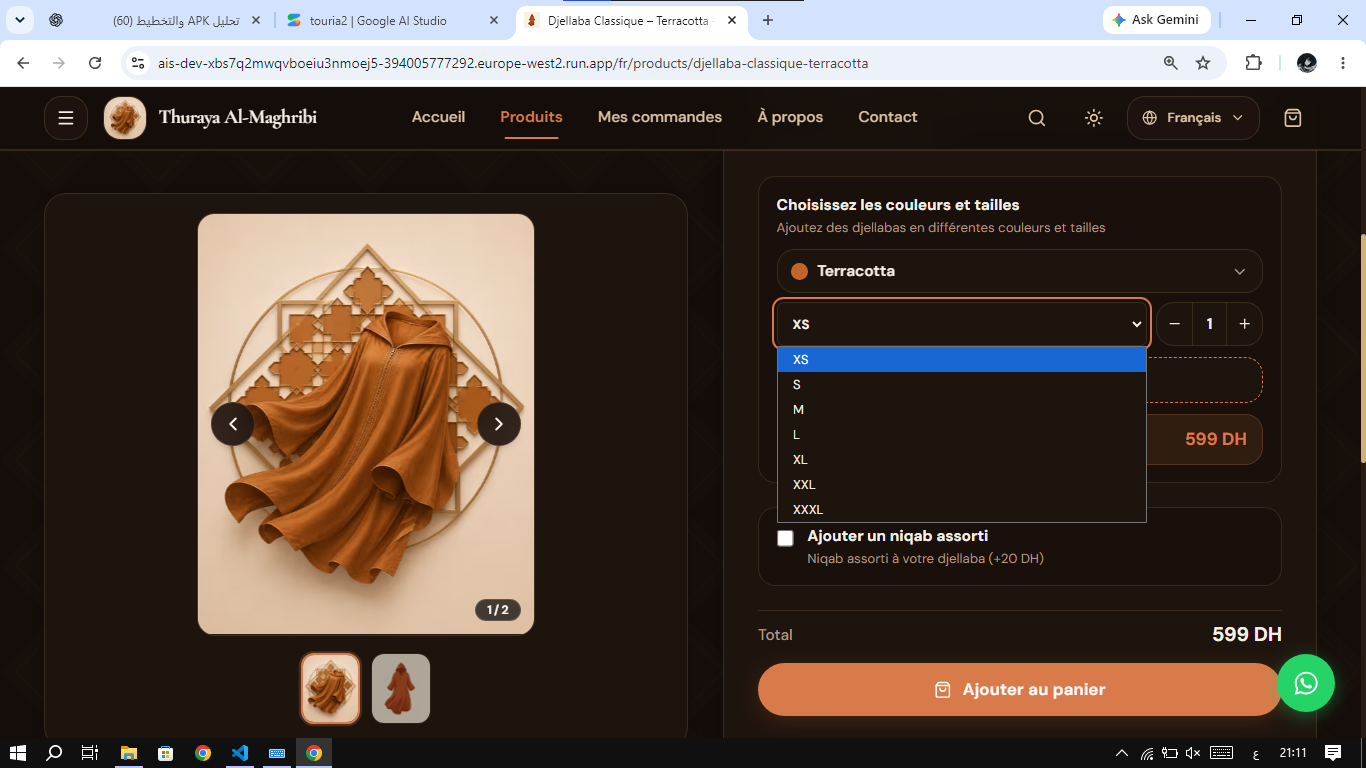 تحليل APK والتخطيط (60)
touria2 | Google AI Studio
Djellaba Classique – Terracotta -
Ask Gemini
ais-dev-xbs7q2mwqvboeiu3nmoej5-394005777292.europe-west2.run.app/fr/products/djellaba-classique-terracotta
Thuraya Al-Maghribi
Accueil
Produits
Mes commandes
À propos
Contact
Français
1 / 2
Choisissez les couleurs et tailles
Ajoutez des djellabas en différentes couleurs et tailles
Terracotta
XS
1
XS
S
M
L
XL
XXL
XXXL
599 DH
Ajouter un niqab assorti
Niqab assorti à votre djellaba (+20 DH)
Total
599 DH
Ajouter au panier
ع
21:11